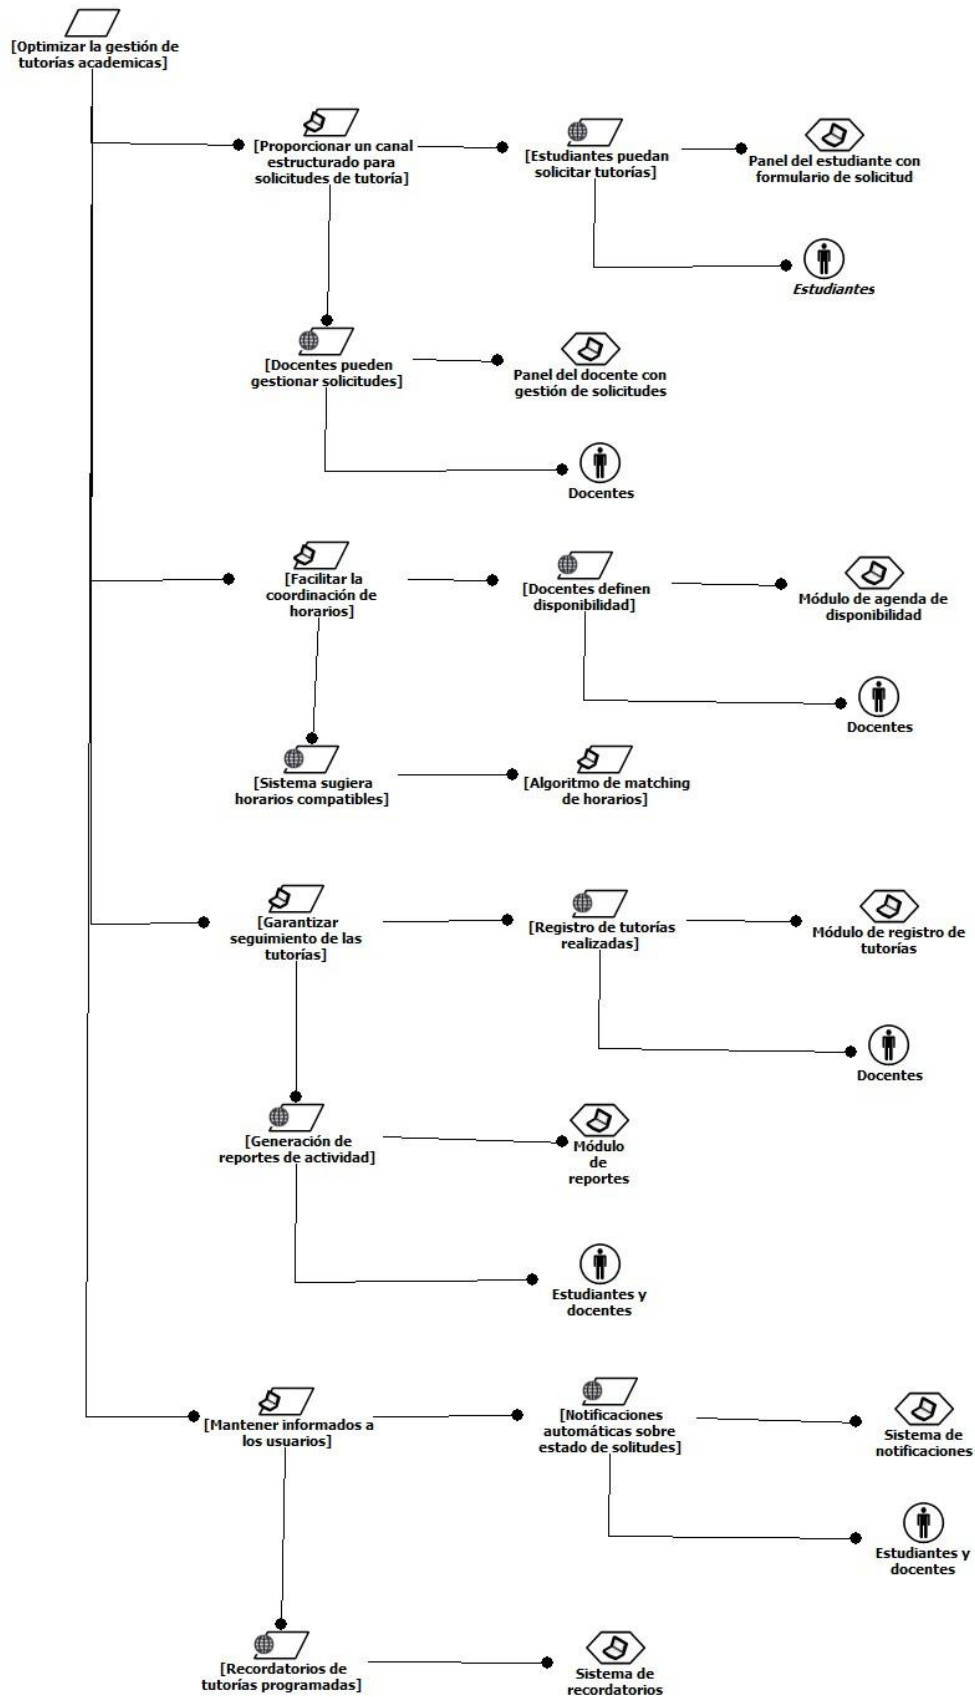 [Optimizar la gestión de
tutorías academicas]
[Proporcionar un canal
estructurado para
solicitudes de tutoría]
[Estudiantes puedan
solicitar tutorías]
Panel del estudiante con
formulario de solicitud
Estudiantes
[Docentes pueden
gestionar solicitudes]
Panel del docente con
gestión de solicitudes
Docentes
[Facilitar la
coordinación de
horarios]
[Docentes definen
disponibilidad]
Módulo de agenda de
disponibilidad
Docentes
[Sistema sugiera
horarios compatibles]
[Algoritmo de matching
de horarios]
[Garantizar
seguimiento de las
tutorías]
[Registro de tutorías
realizadas]
Módulo de registro de
tutorías
Docentes
[Generación de
reportes de actividad]
Módulo
de
reportes
Estudiantes y
docentes
[Mantener informados a
los usuarios]
[Notificaciones
automáticas sobre
estado de solitudes]
Sistema de
notificaciones
Estudiantes y
docentes
[Recordatorios de
tutorías programadas]
Sistema de
recordatorios